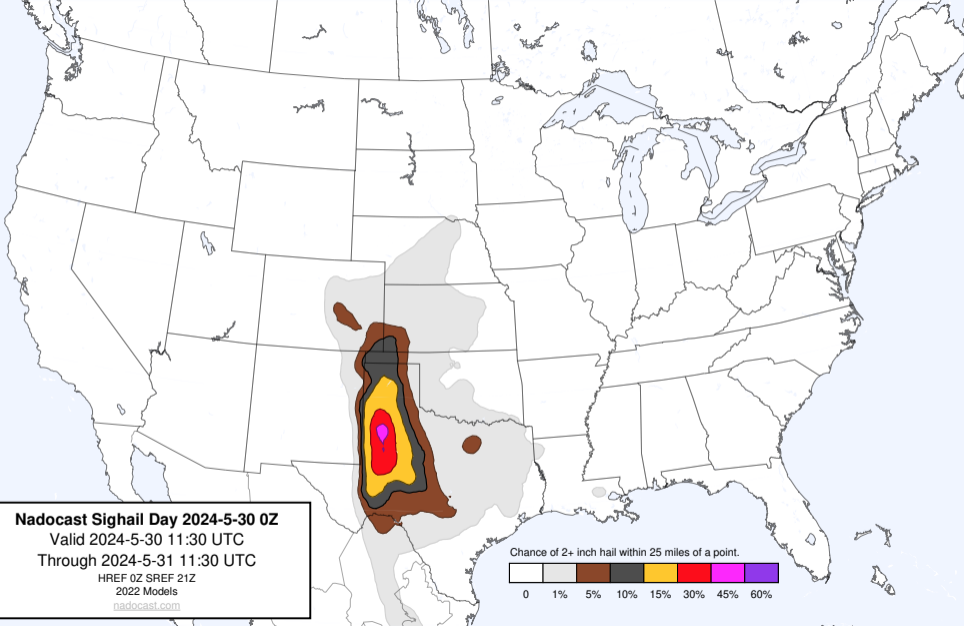 Nadocast Sighail Day 2024-5-30 0Z
Valid 2024-5-30 11:30 UTC
Through 2024-5-31 11:30 UTC
HREF 0Z SREF 21Z
2022 Models
nadocast.com
Chance of 2+ inch hail within 25 miles of a point.
0 1% 5% 10% 15% 30% 45% 60%